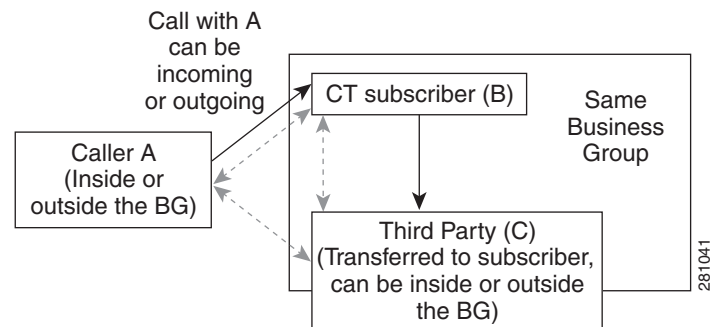 Call with A
can be
incoming
or outgoing
CT subscriber (B)
Same
Business
Group
Caller A
(Inside or
outside the BG)
Third Party (C)
(Transferred to subscriber,
can be inside or outside
the BG)
281041